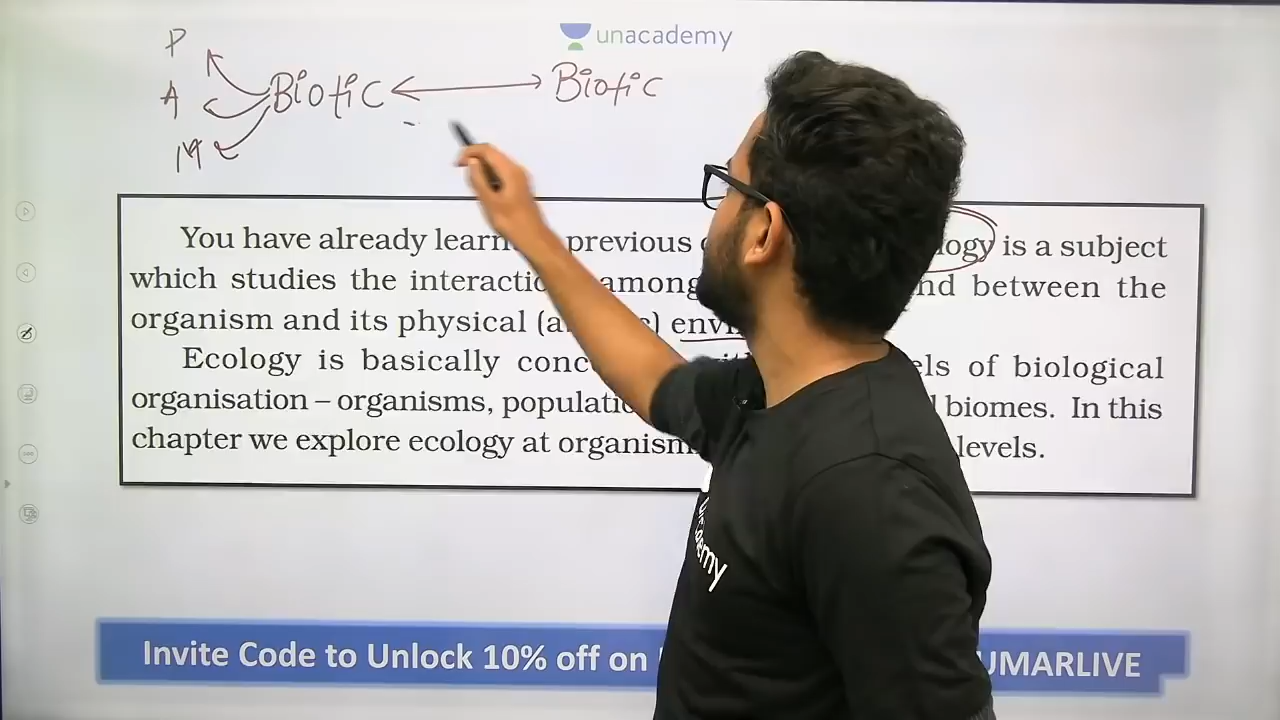 P
unacademy
A Biotic Biotic
M
You have already learn previous ology is a subject
which studies the interactio among nd between the
organism and its physical (a c) envi
Ecology is basically conc els of biological
organisation – organisms, populatio biomes. In this
chapter we explore ecology at organism levels.
unacademy
Invite Code to Unlock 10% off on UMARLIVE